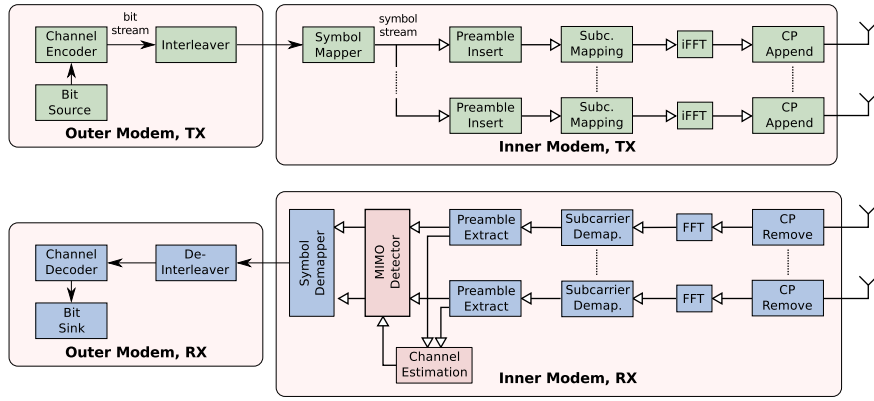 bit
stream
symbol
stream
Channel
Encoder
Interleaver
Symbol
Mapper
Preamble
Insert
Subc.
Mapping
iFFT
CP
Append
Bit
Source
Preamble
Insert
Subc.
Mapping
iFFT
CP
Append
Outer Modem, TX
Inner Modem, TX
Symbol
Demapper
MIMO
Detector
Preamble
Extract
Subcarrier
Demap.
FFT
CP
Remove
Channel
Decoder
De-
Interleaver
Preamble
Extract
Subcarrier
Demap.
FFT
CP
Remove
Bit
Sink
Outer Modem, RX
Channel
Estimation
Inner Modem, RX